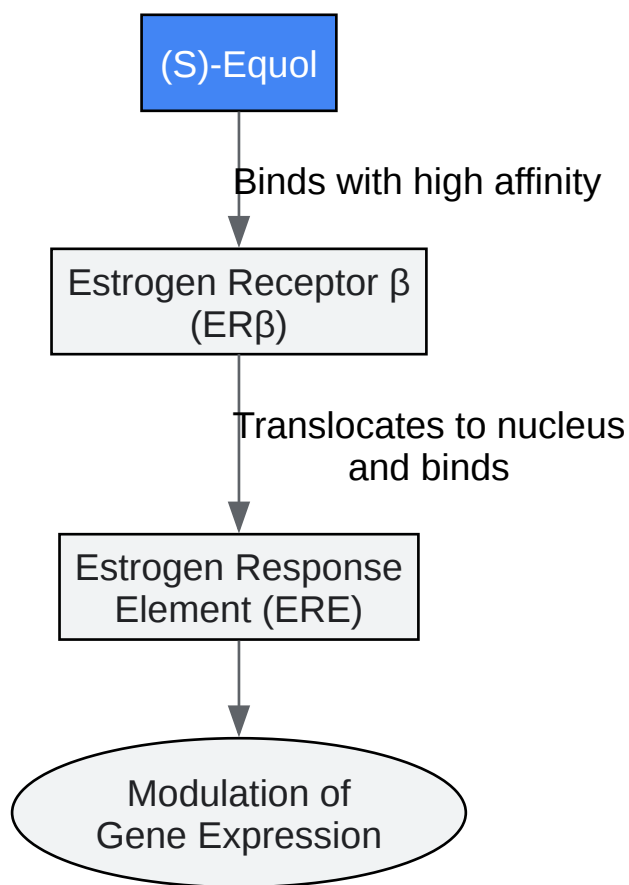 (S)-Equol
Binds with high affinity
Estrogen Receptor β
(ERβ)
Translocates to nucleus
and binds
Estrogen Response
Element (ERE)
Modulation of
Gene Expression